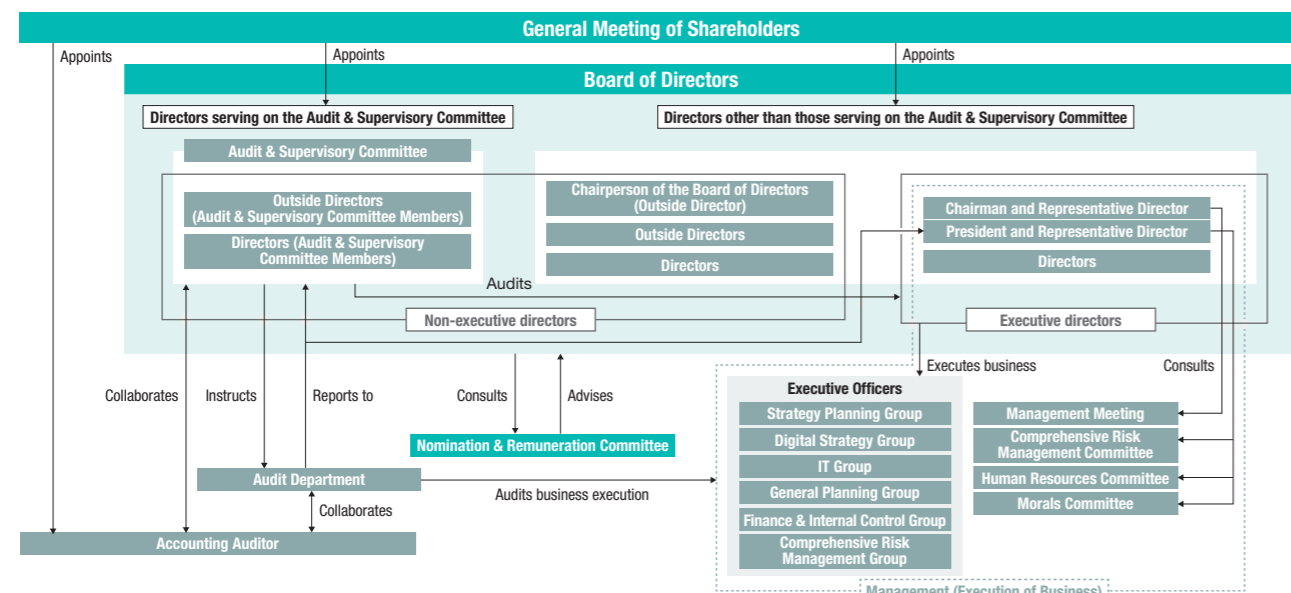 General Meeting of Shareholders
Appoints
Appoints
Appoints
Board of Directors
Directors serving on the Audit & Supervisory Committee
Directors other than those serving on the Audit & Supervisory Committee
Audit & Supervisory Committee
Outside Directors
(Audit & Supervisory Committee Members)
Directors (Audit & Supervisory
Committee Members)
Chairperson of the Board of Directors
(Outside Director)
Outside Directors
Directors
Chairman and Representative Director
President and Representative Director
Directors
Audits
Non-executive directors
Executive directors
Collaborates
Instructs
Reports to
Consults
Advises
Executes business
Consults
Nomination & Remuneration Committee
Audit Department
Audits business execution
Collaborates
Accounting Auditor
Executive Officers
Strategy Planning Group
Digital Strategy Group
IT Group
General Planning Group
Finance & Internal Control Group
Comprehensive Risk
Management Group
Management Meeting
Comprehensive Risk
Management Committee
Human Resources Committee
Morals Committee
Management (Execution of Business)